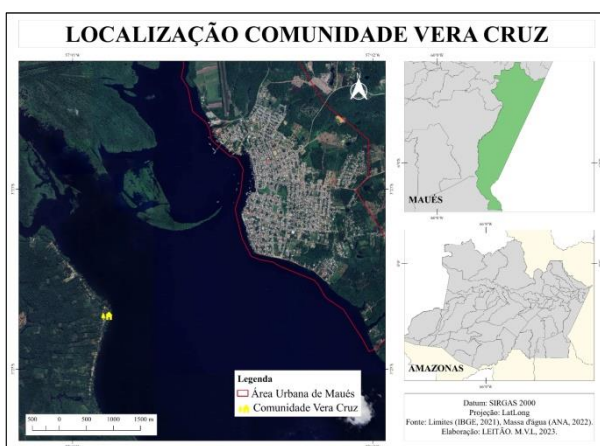 LOCALIZAÇÃO COMUNIDADE VERA CRUZ
MAUÉS
AMAZONAS
Legenda
Área Urbana de Maués
Comunidade Vera Cruz
500 0 500 1000 1500 m
Datum: SIRGAS 2000
Projeção: LatLong
Fonte: Limites (IBGE, 2021), Massa d'água (ANA, 2022).
Elaboração: LEITÃO. M.V.L, 2023.